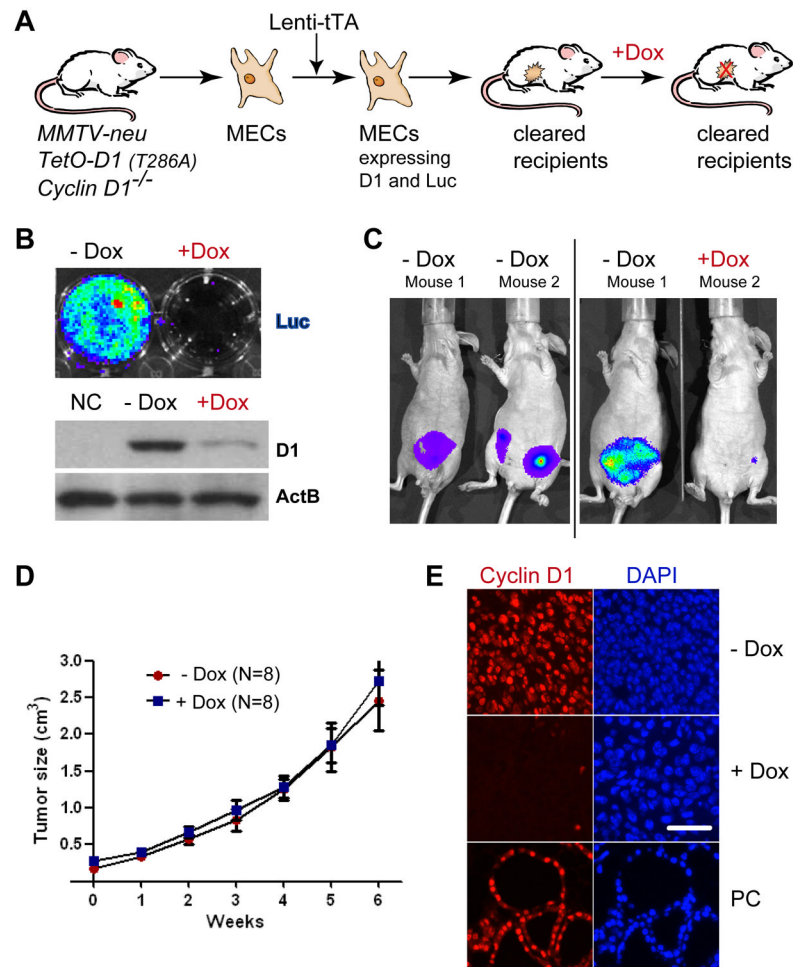 A
Lenti-tTA
+Dox
MMTV-neu
TetO-D1 (T286A)
Cyclin D1-/-
MECs
MECs
expressing
D1 and Luc
cleared
recipients
cleared
recipients
B
- Dox +Dox
Luc
NC - Dox +Dox
D1
ActB
C
- Dox - Dox - Dox +Dox
Mouse 1 Mouse 2 Mouse 1 Mouse 2
D
3.0
2.5
2.0
1.5
1.0
0.5
Tumor size (cm3)
- Dox (N=8)
+ Dox (N=8)
0 1 2 3 4 5 6
Weeks
E
Cyclin D1 DAPI
- Dox
+ Dox
PC